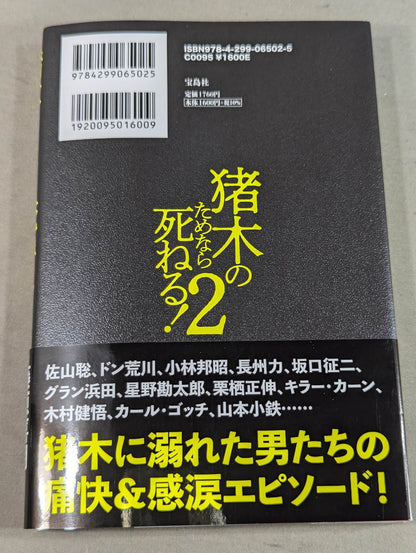 ISBN978-4-299-06502-5
C0095 ¥1600E
9784299065025
宝島社
定価1760円
本体1600円+税10%
1920095016009
猪木の
ためなら
死ねる!2
佐山聡、ドン荒川、小林邦昭、長州力、坂口征二、
グラン浜田、星野勘太郎、栗栖正伸、キラー・カーン、
木村健悟、カール・ゴッチ、山本小鉄……
猪木に溺れた男たちの
痛快&感涙エピソード!